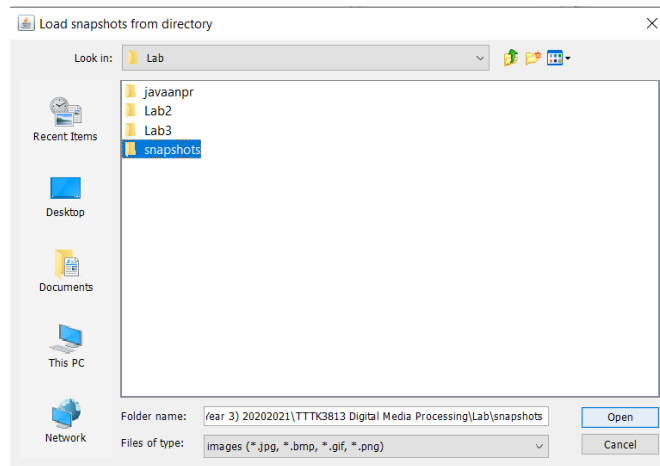 Load snapshots from directory
Look in: Lab
javaanpr
Lab2
Lab3
snapshots
Recent Items
Desktop
Documents
This PC
Network
Folder name: Year 3) 20202021\TTTK3813 Digital Media Processing\Lab\snapshots Open
Files of type: images (*.jpg, *.bmp, *.gif, *.png) Cancel